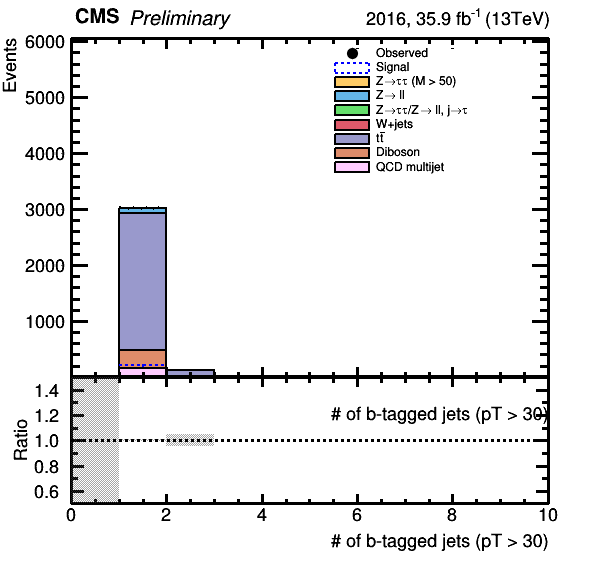 CMS Preliminary 2016, 35.9 fb⁻¹ (13TeV)
Events
6000
5000
4000
3000
2000
1000
Observed
Signal
Z→ττ (M > 50)
Z→ ll
Z→ττ/Z→ ll, j→τ
W+jets
tt̄
Diboson
QCD multijet
Ratio
1.4
1.2
1.0
0.8
0.6
# of b-tagged jets (pT > 30)
0 2 4 6 8 10
# of b-tagged jets (pT > 30)